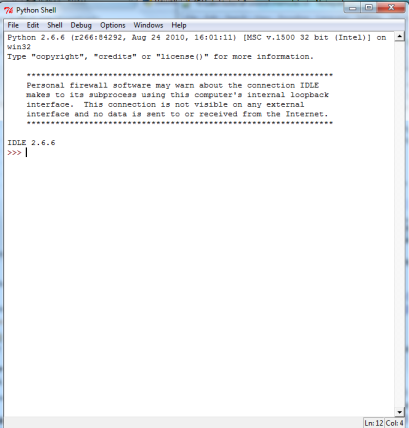 Python Shell
File Edit Shell Debug Options Windows Help
Python 2.6.6 (r266:84292, Aug 24 2010, 16:01:11) [MSC v.1500 32 bit (Intel)] on
win32
Type "copyright", "credits" or "license()" for more information.
****************************************************************
Personal firewall software may warn about the connection IDLE
makes to its subprocess using this computer's internal loopback
interface.  This connection is not visible on any external
interface and no data is sent to or received from the Internet.
****************************************************************
IDLE 2.6.6
>>>
Ln: 12 Col: 4